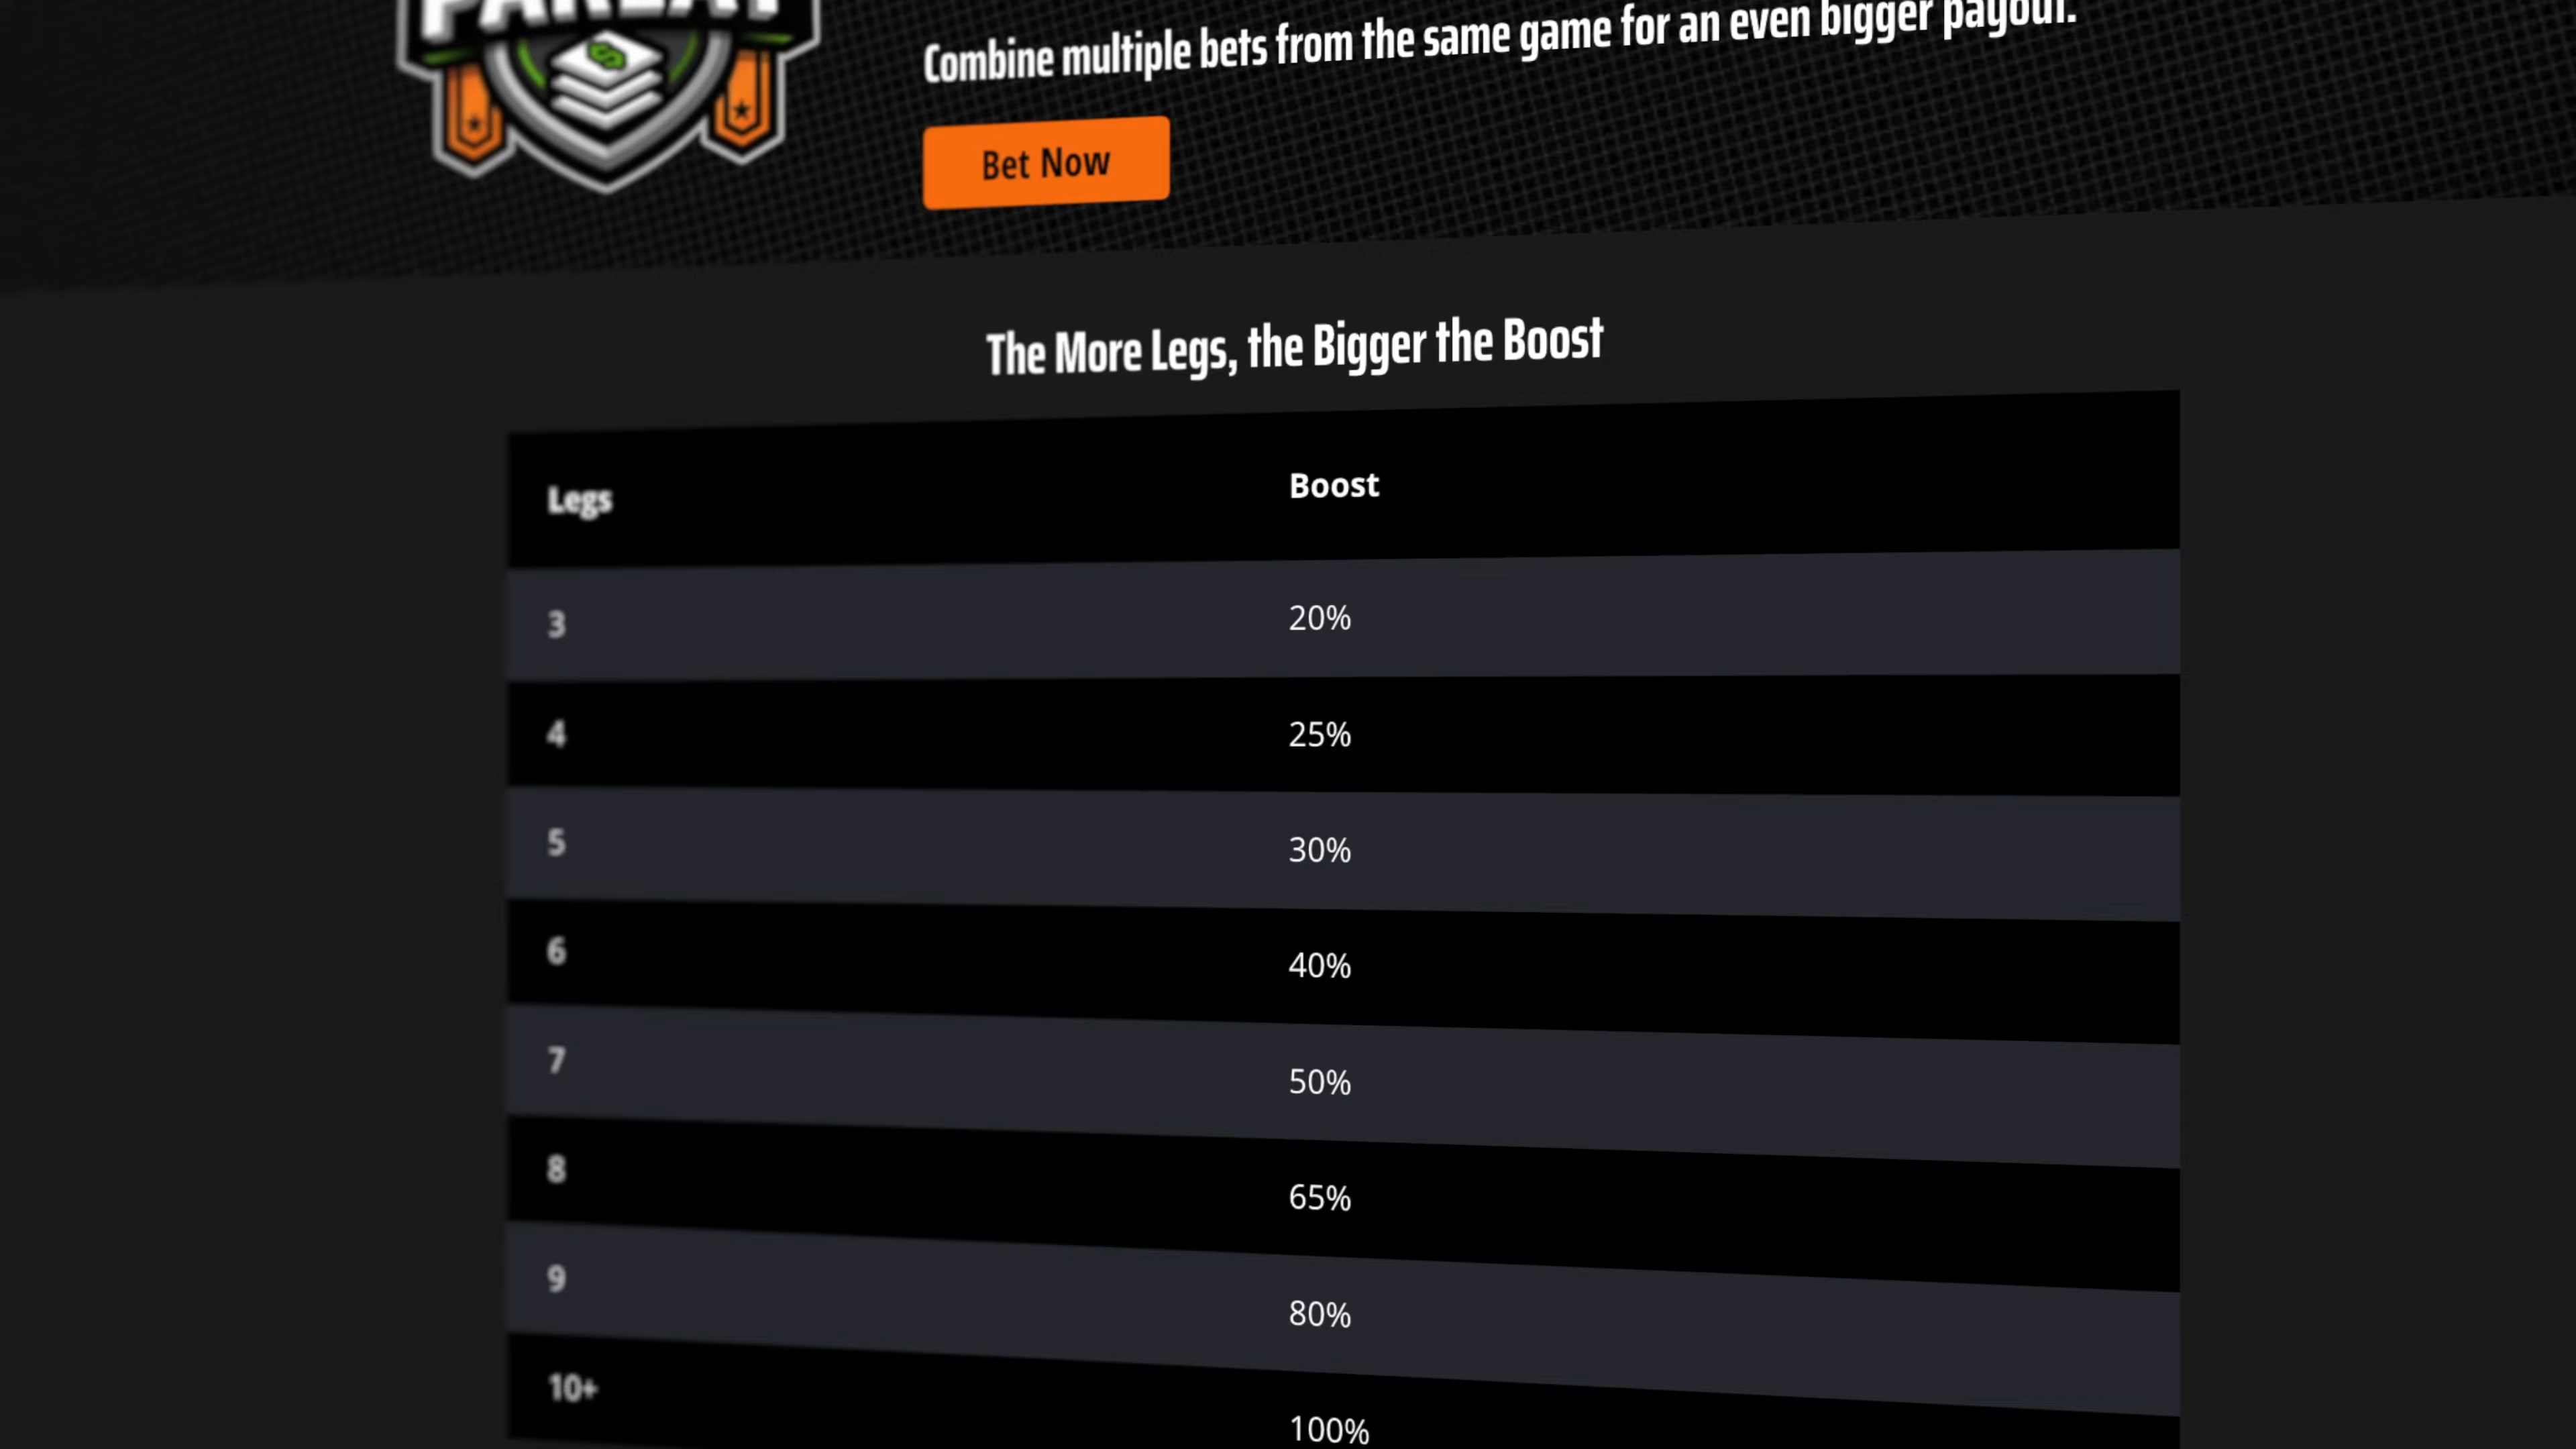 PARLAY
Combine multiple bets from the same game for an even bigger payout.
Bet Now
The More Legs, the Bigger the Boost
Legs Boost
3 20%
4 25%
5 30%
6 40%
7 50%
8 65%
9 80%
10+ 100%